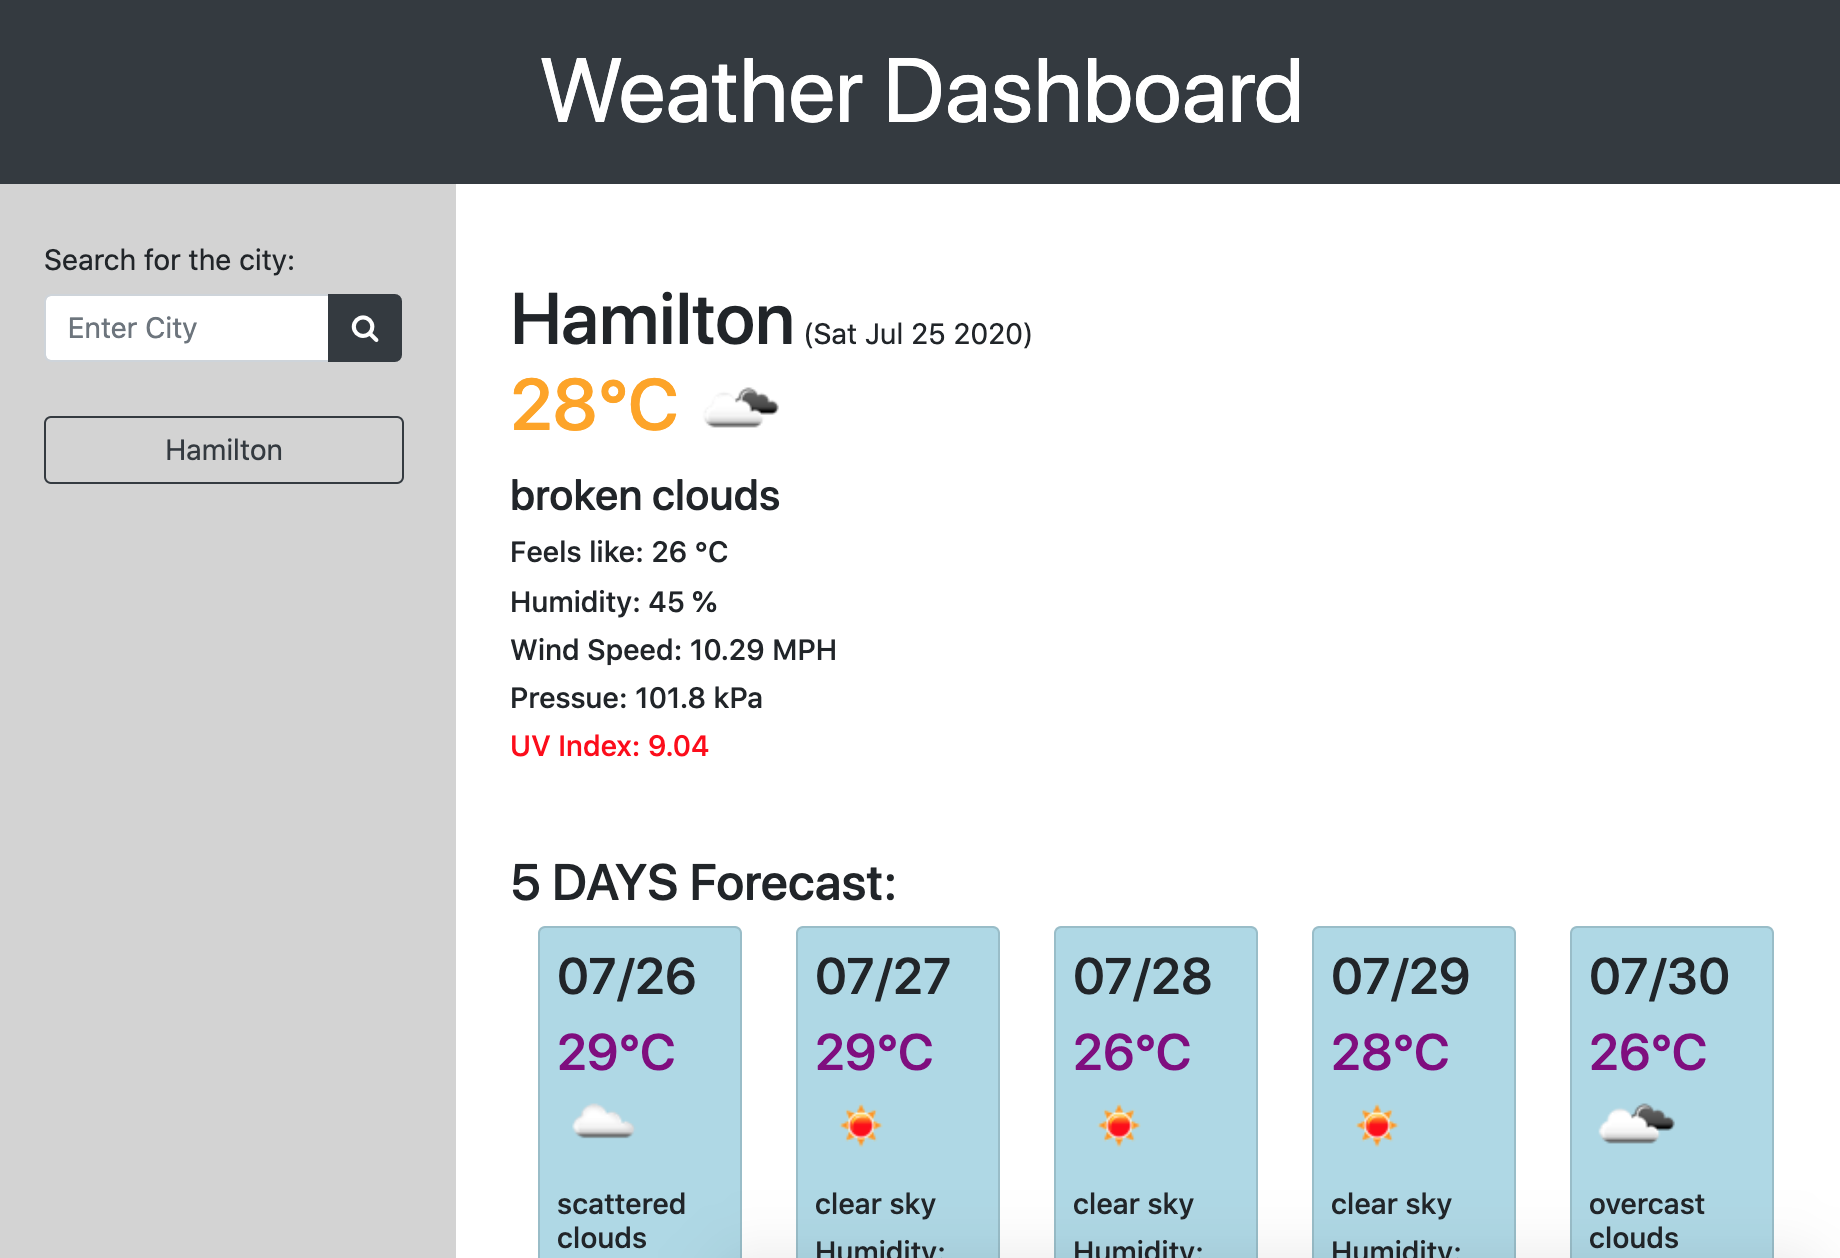 Weather Dashboard
Search for the city:
Enter City
Hamilton
Hamilton (Sat Jul 25 2020)
28°C
broken clouds
Feels like: 26 °C
Humidity: 45 %
Wind Speed: 10.29 MPH
Pressue: 101.8 kPa
UV Index: 9.04
5 DAYS Forecast:
07/26
29°C
scattered
clouds
07/27
29°C
clear sky
Humidity:
07/28
26°C
clear sky
Humidity:
07/29
28°C
clear sky
Humidity:
07/30
26°C
overcast
clouds